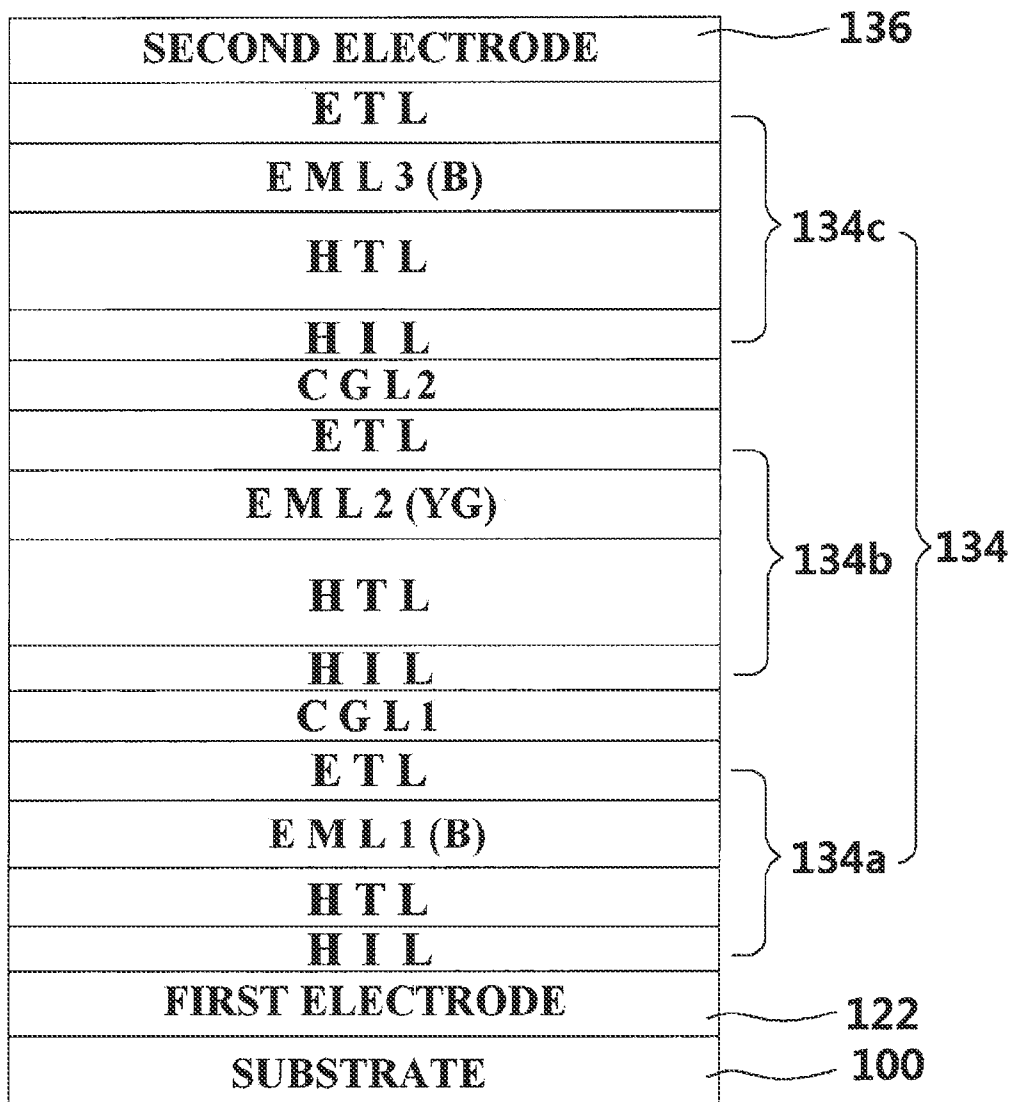 SECOND ELECTRODE 136
E T L
E M L 3 (B)
H T L 134c
H I L
C G L 2
E T L
E M L 2 (YG)
134b 134
H T L
H I L
C G L 1
E T L
E M L 1 (B)
134a
H T L
H I L
FIRST ELECTRODE 122
SUBSTRATE 100